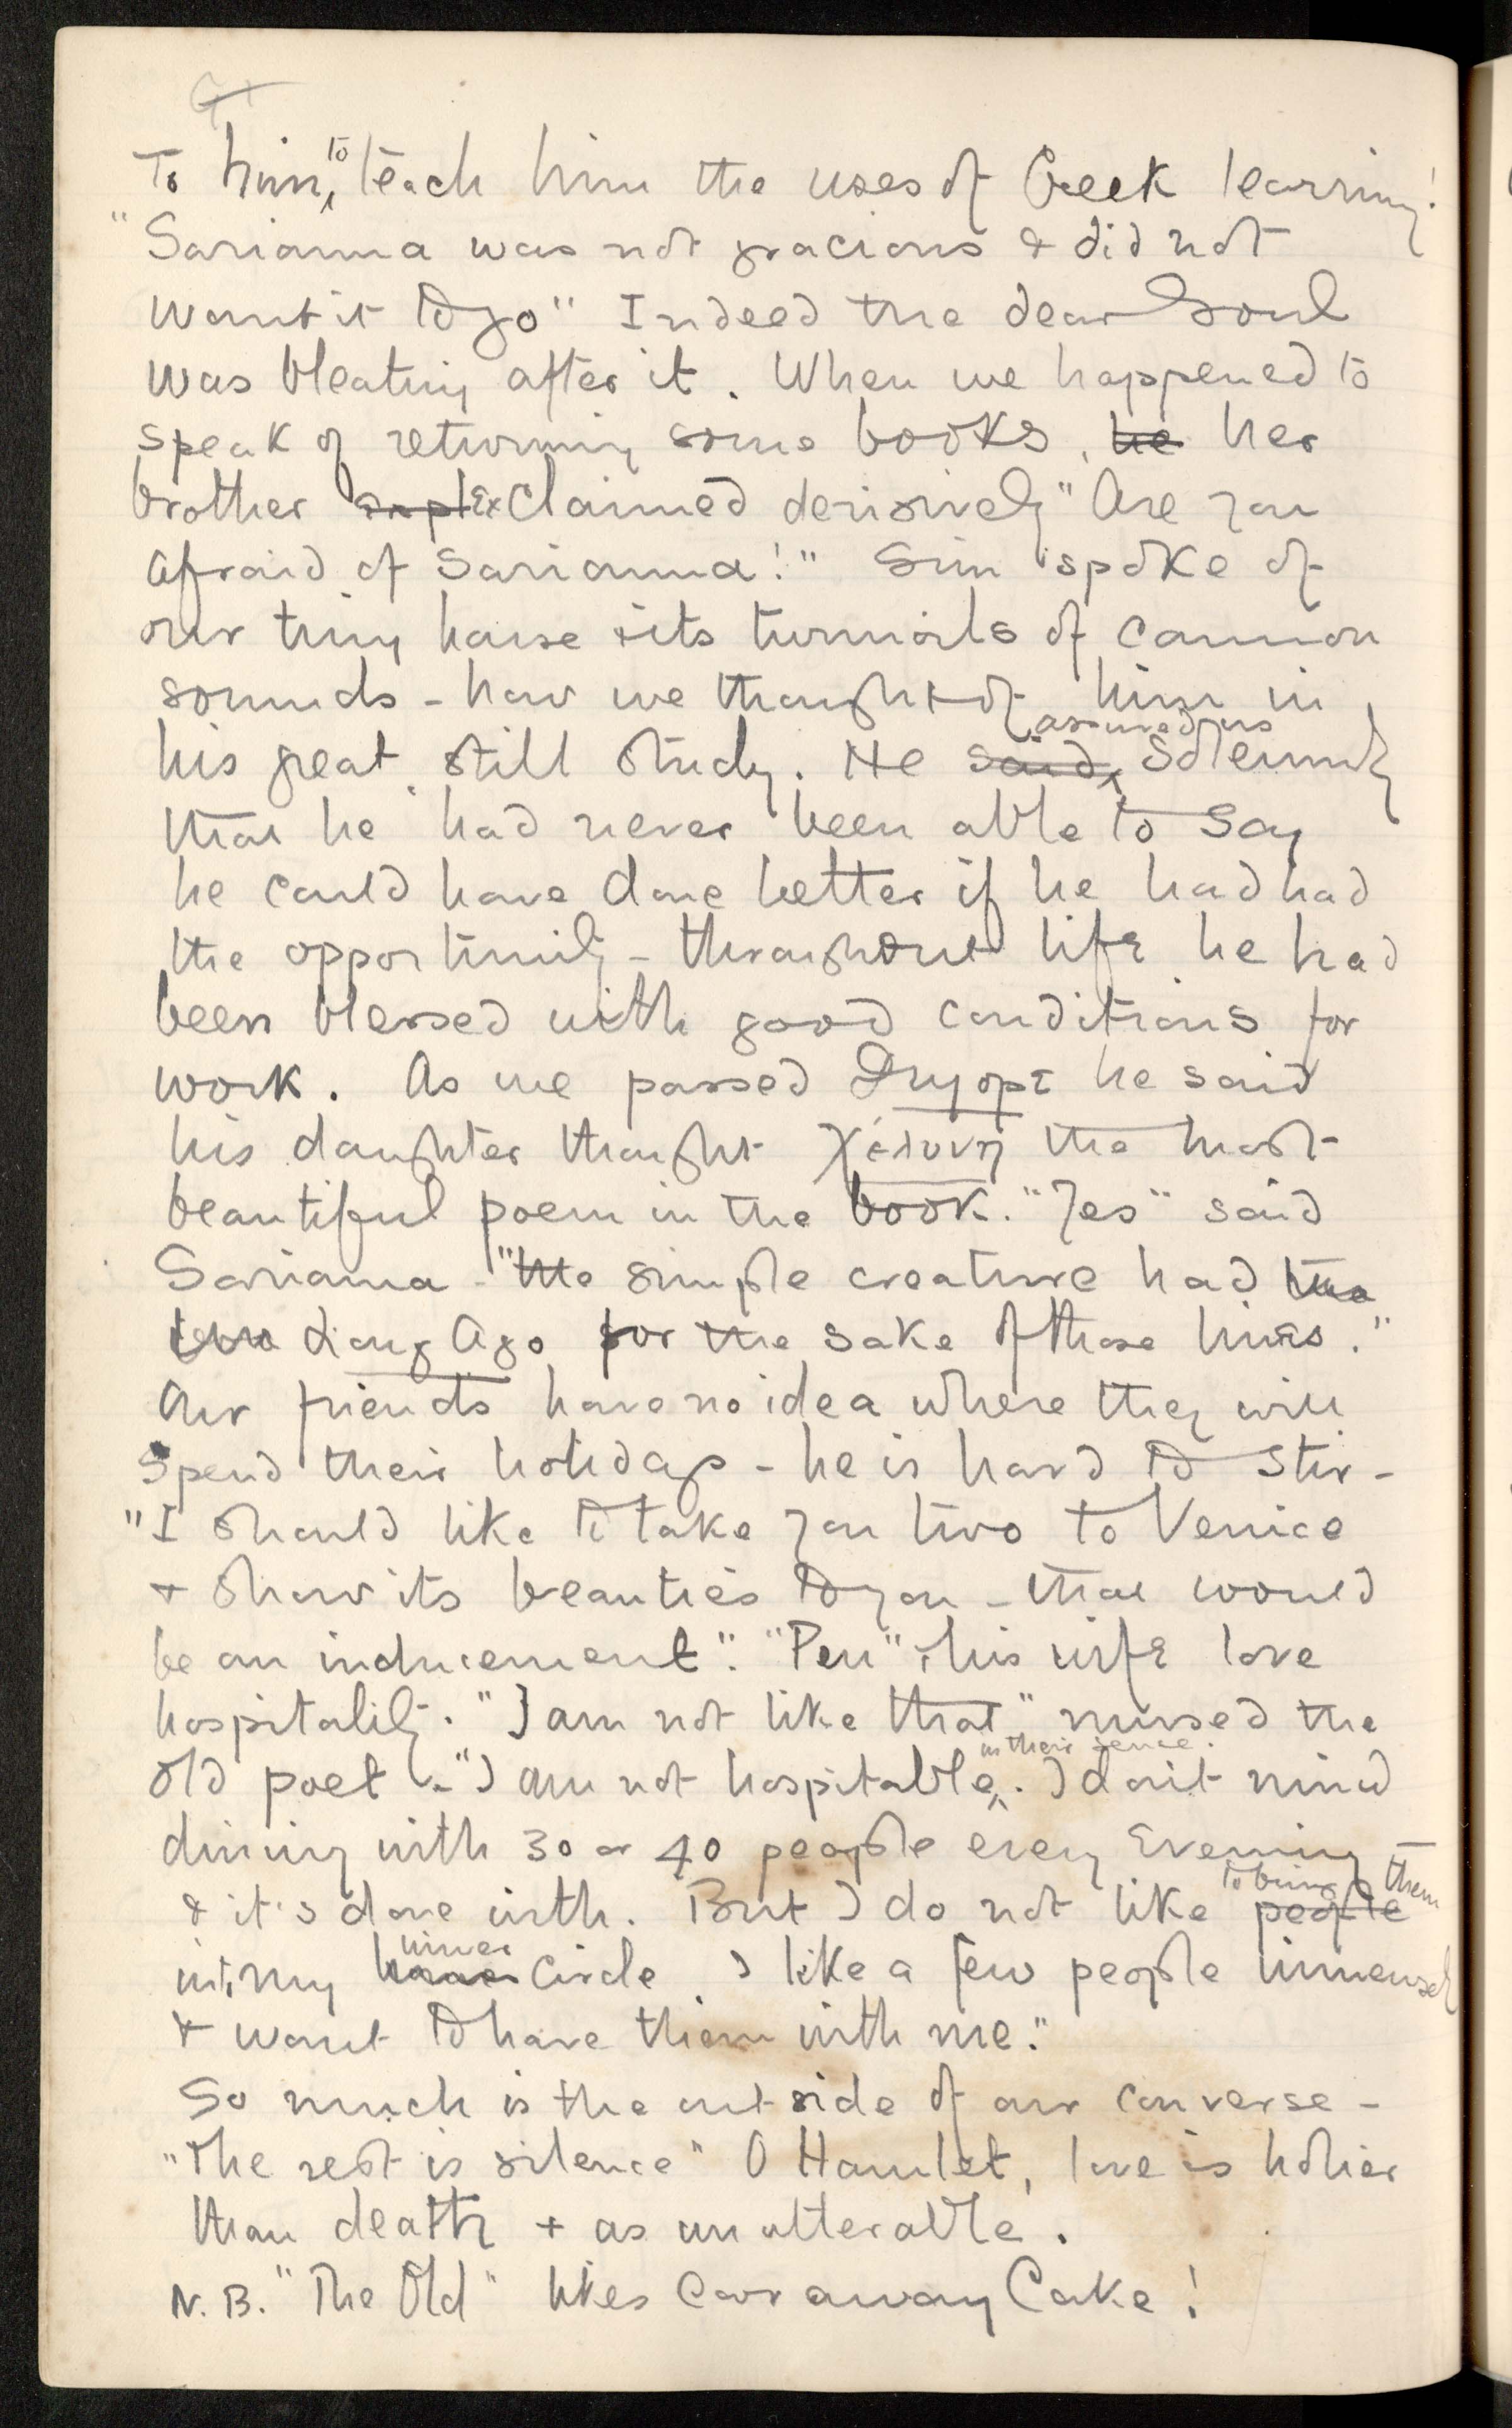 To him, to teach him the uses of Greek learning!
"Sarianna was not gracious & did not
want it to go" Indeed the dear Soul
was bleating after it. When we happened to
speak of returning some books, he her
brother Exclaimed derisively "Are you
afraid of Sarianna!" Sim spoke of
our tiny house & its turmoils of common
sounds - how we thought of him in
his great still study. He said, assured us solemnly
that he had never been able to say
he could have done better if he had had
the opportunity - throughout life he had
been blessed with good conditions for
work. As we passed he said
his daughter thought the most
beautiful poem in the book. "Yes" said
Sarianna - "the simple creature had the
Long Ago for the sake of those lines."
Our friends have no idea where they will
spend their holidays - he is hard to stir -
"I should like to take you two to Venice
& show its beauties to you - that would
be an inducement". "Pen" & his wife love
hospitality. "I am not like that", mused the
old poet - "I am not hospitable in their sense. I don't mind
dining with 30 or 40 people every Evening
& it's done with. But I do not like people to bring them
into my inner circle I like a few people immensely
& want to have them with me."
So much is the outside of our converse -
"The rest is silence" O Hamlet, love is holier
than death & as unutterable.
N.B. "The Old" likes Carraway Cake!